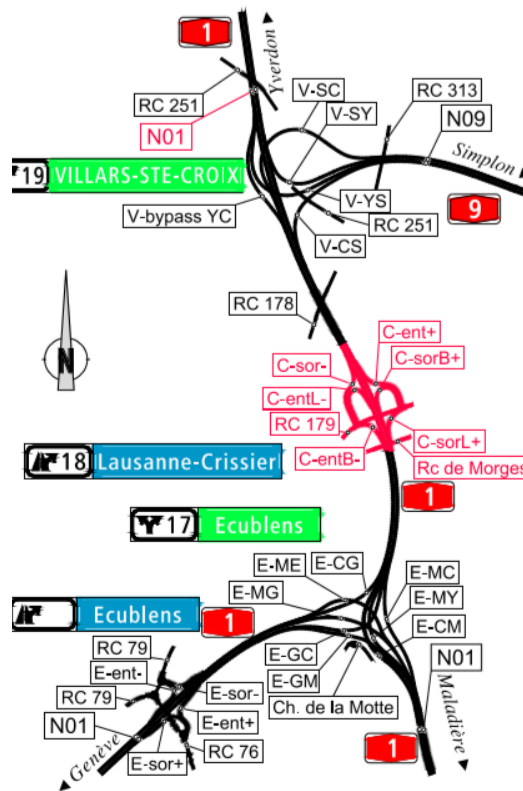 1
Yverdon
RC 251
N01
V-SC
V-SY
RC 313
N09
Simplon
19 VILLARS-STE-CROIX
V-YS
RC 251
9
V-bypass YC
V-CS
RC 178
N
C-ent+
C-sor-
C-sorB+
C-entL-
RC 179
C-sorL+
C-entB-
Rc de Morges
18 Lausanne-Crissier
1
17 Ecublens
E-ME
E-CG
E-MC
E-MG
E-MY
Ecublens
1
E-CM
RC 79
E-GC
N01
E-ent-
E-GM
E-sor-
RC 79
Ch. de la Motte
E-ent+
N01
Maladière
RC 76
1
Genève
E-sor+